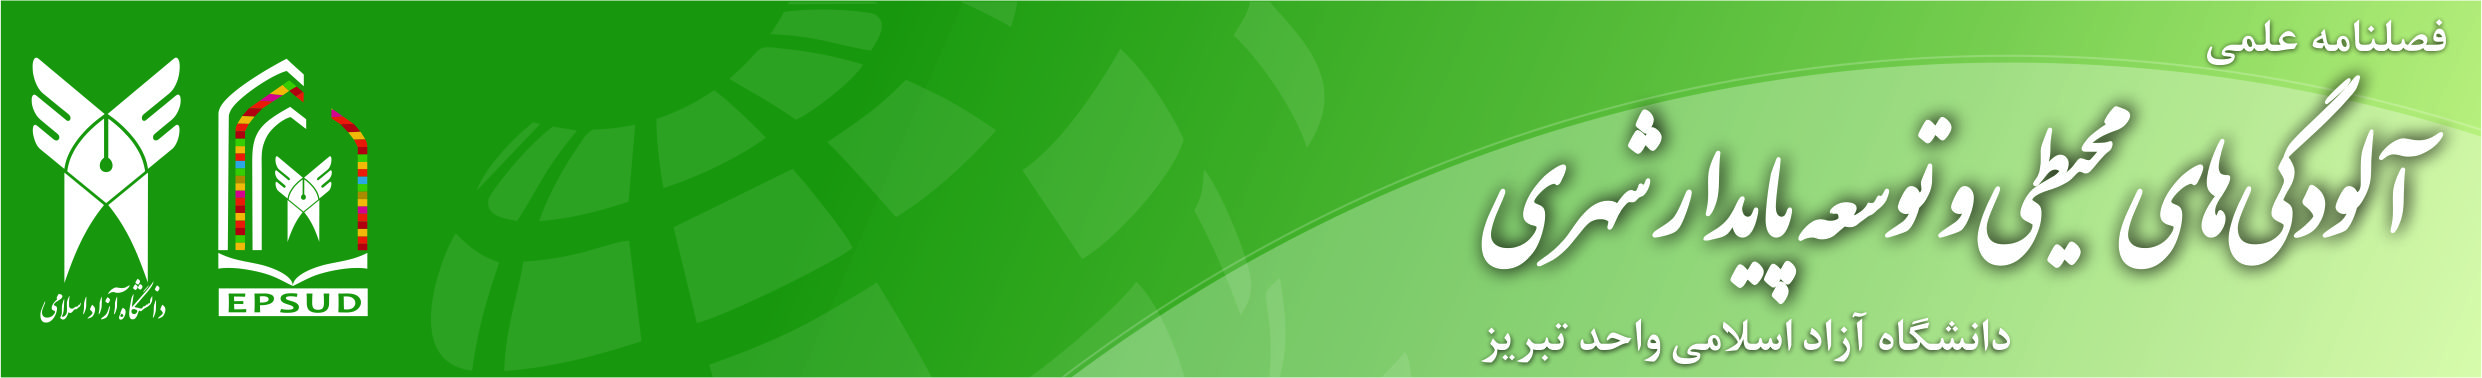 فصلنامه علمی
آلودگی‌های محیطی و توسعه پایدار شهری
دانشگاه آزاد اسلامی واحد تبریز
EPSUD
دانشگاه آزاد اسلامی